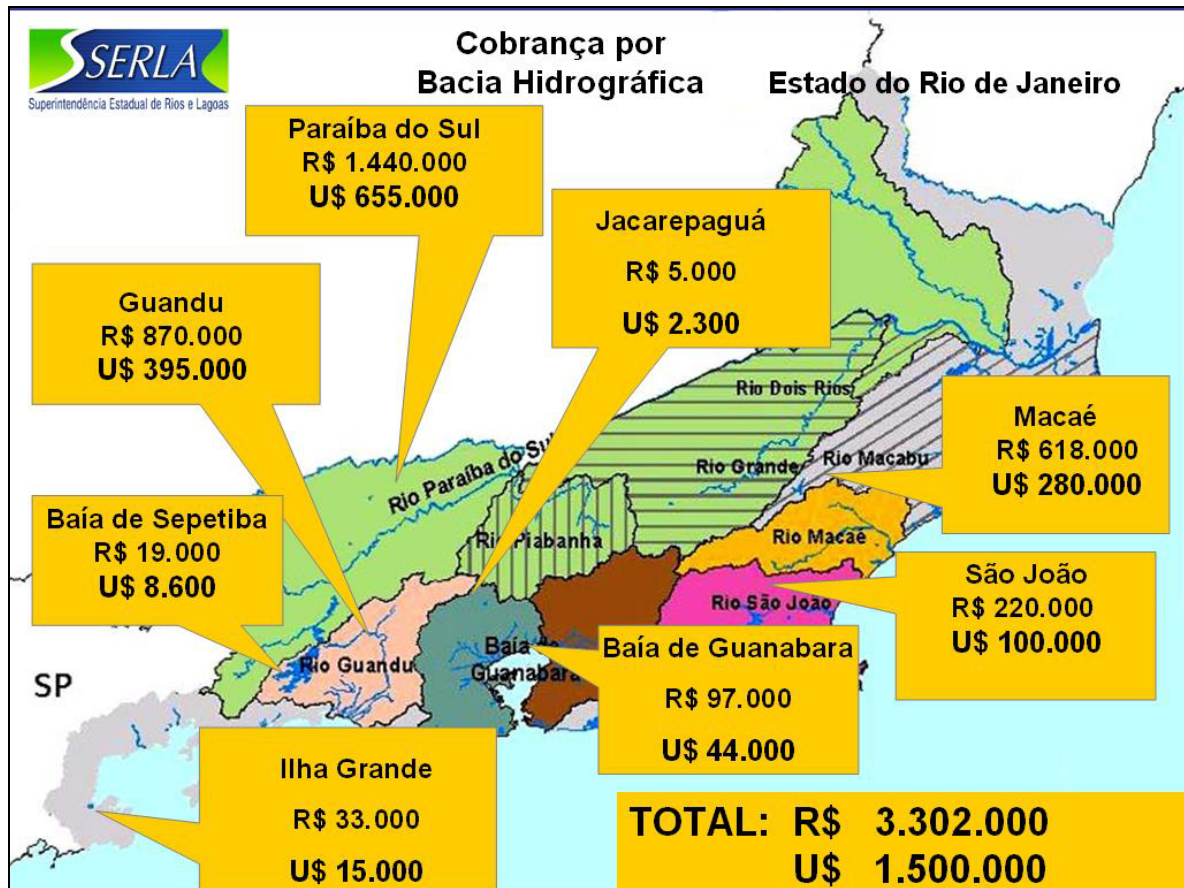 SERLA
Superintendência Estadual de Rios e Lagoas
Cobrança por
Bacia Hidrográfica
Estado do Rio de Janeiro
Paraíba do Sul
R$ 1.440.000
U$ 655.000
Jacarepaguá
R$ 5.000
U$ 2.300
Guandu
R$ 870.000
U$ 395.000
Rio Dois Rios
Macaé
R$ 618.000
U$ 280.000
Rio Paraíba do Sul
Rio Grande
Rio Macabu
Baía de Sepetiba
R$ 19.000
U$ 8.600
Rio Piabanha
Rio Macaé
São João
R$ 220.000
U$ 100.000
Rio São João
SP
Rio Guandu
Baía de
Guanabara
Baía de Guanabara
R$ 97.000
U$ 44.000
Ilha Grande
R$ 33.000
U$ 15.000
TOTAL: R$ 3.302.000
U$ 1.500.000